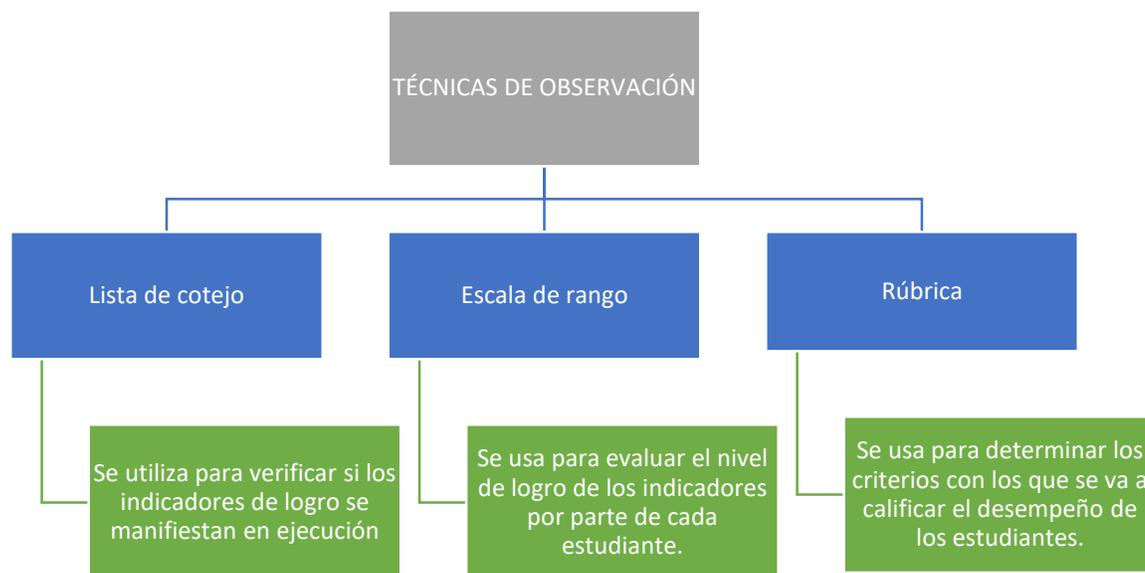 TÉCNICAS DE OBSERVACIÓN
Lista de cotejo
Escala de rango
Rúbrica
Se utiliza para verificar si los
indicadores de logro se
manifiestan en ejecución
Se usa para evaluar el nivel
de logro de los indicadores
por parte de cada
estudiante.
Se usa para determinar los
criterios con los que se va a
calificar el desempeño de
los estudiantes.